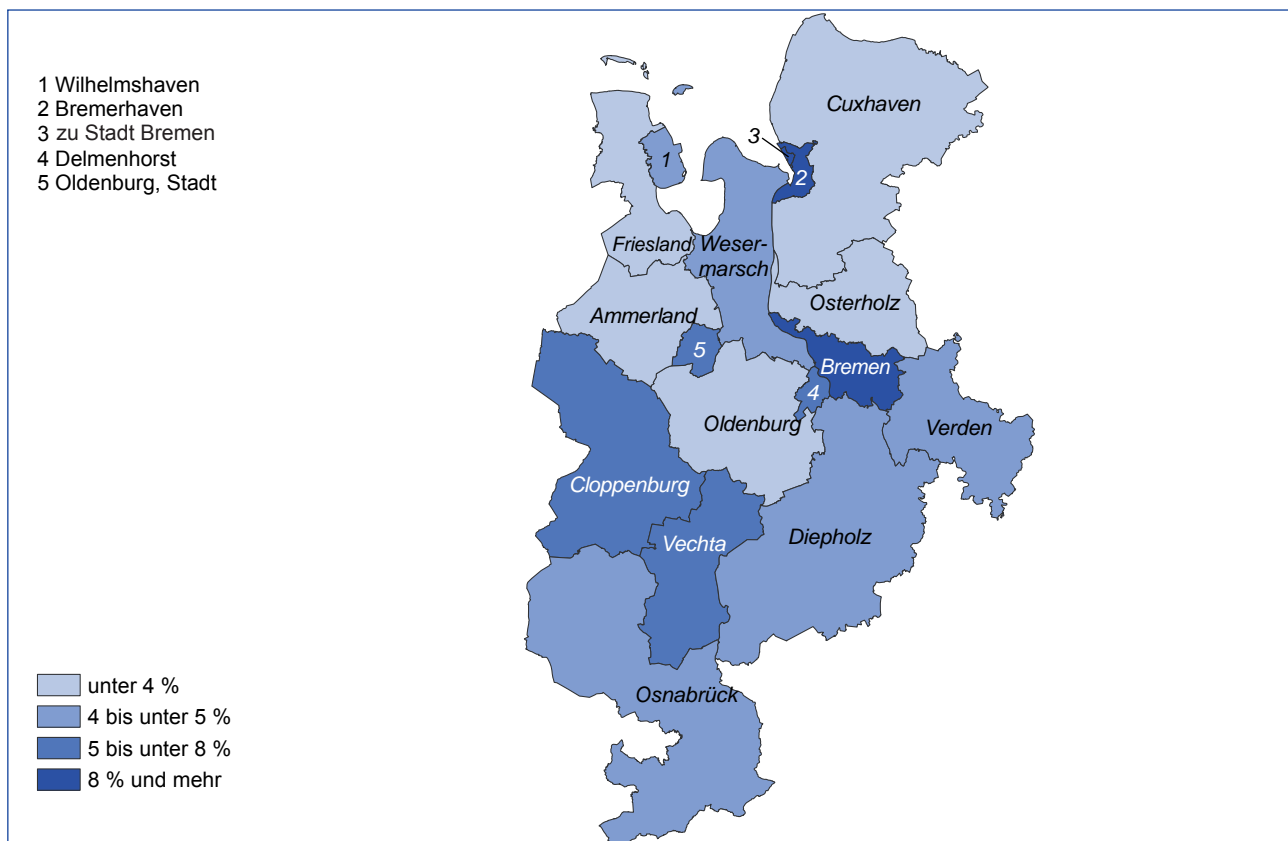 1 Wilhelmshaven
2 Bremerhaven
3 zu Stadt Bremen
4 Delmenhorst
5 Oldenburg, Stadt
Cuxhaven
3
1
2
Friesland
Weser-
marsch
Osterholz
Ammerland
5
Bremen
4
Oldenburg
Verden
Cloppenburg
Vechta
Diepholz
Osnabrück
unter 4 %
4 bis unter 5 %
5 bis unter 8 %
8 % und mehr